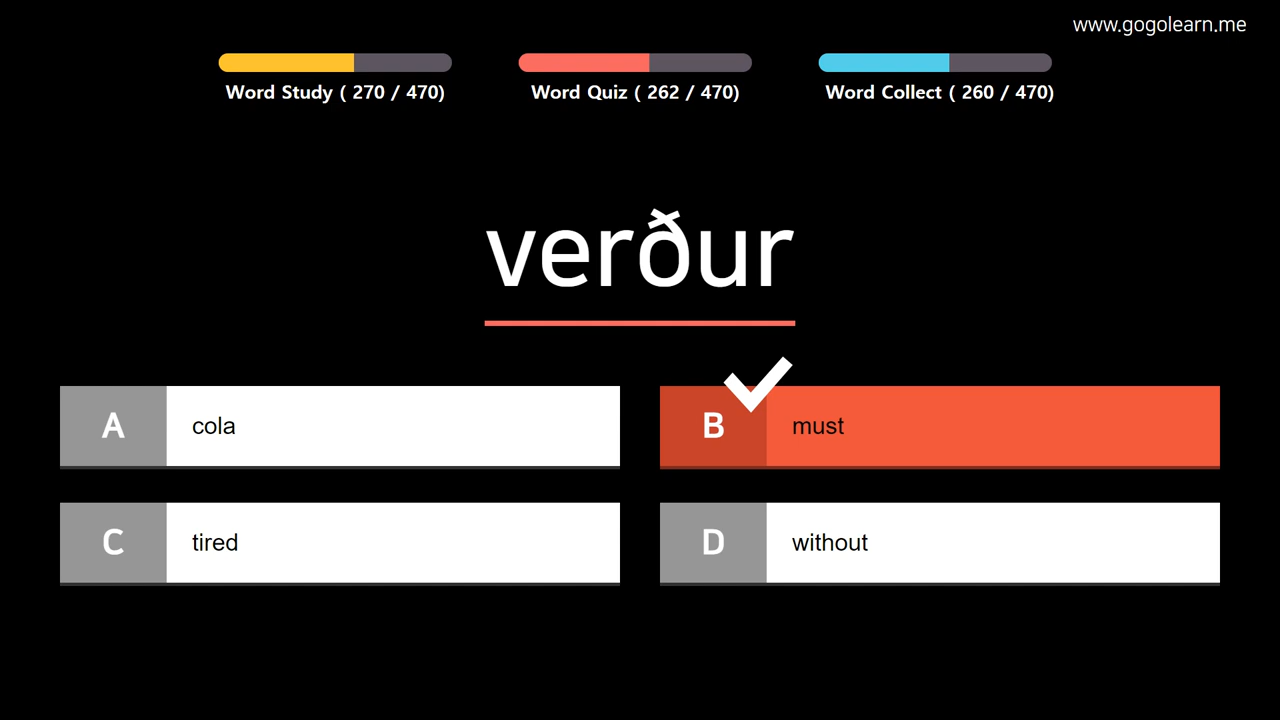 www.gogolearn.me
Word Study ( 270 / 470)
Word Quiz ( 262 / 470)
Word Collect ( 260 / 470)
verður
A cola
B must
C tired
D without